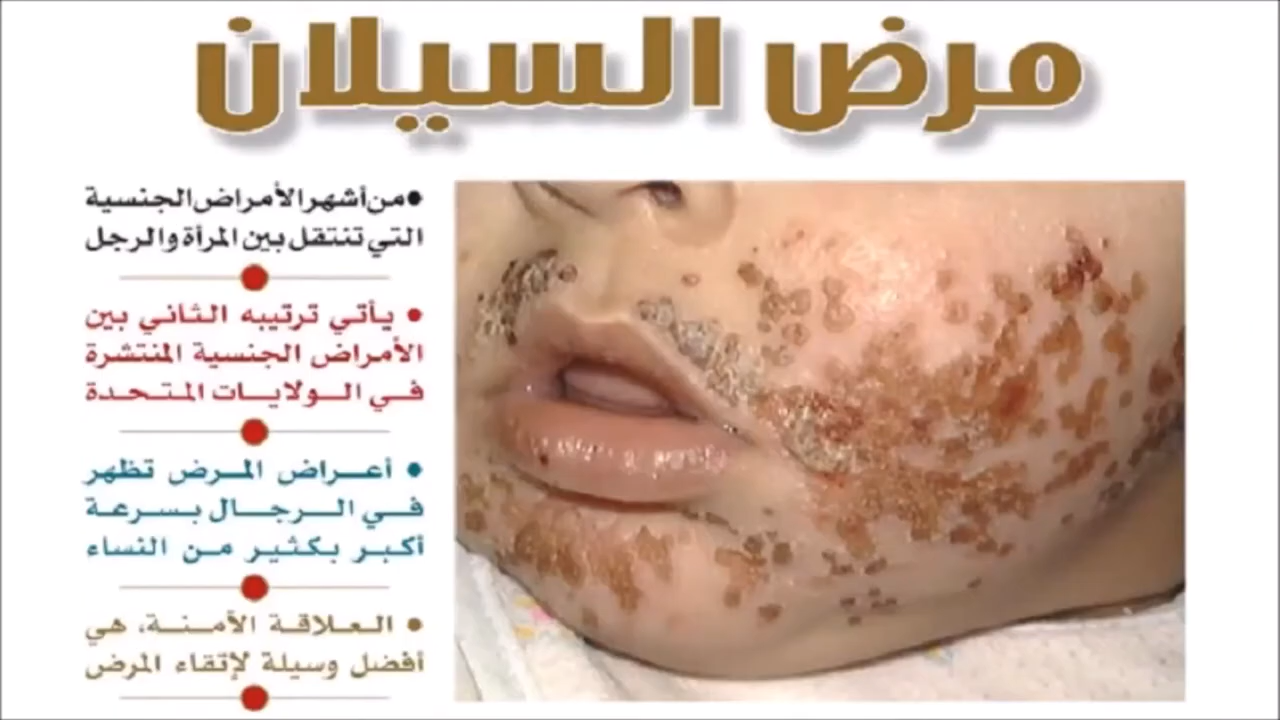 مرض السيلان
•من أشهر الأمراض الجنسية
التي تنتقل بين المرأة والرجل
• يأتي ترتيبه الثاني بين
الأمراض الجنسية المنتشرة
في الولايات المتحدة
• أعراض المرض تظهر
في الرجال بسرعة
أكبر بكثير من النساء
• العلاقة الأمنة، هي
أفضل وسيلة لإتقاء المرض